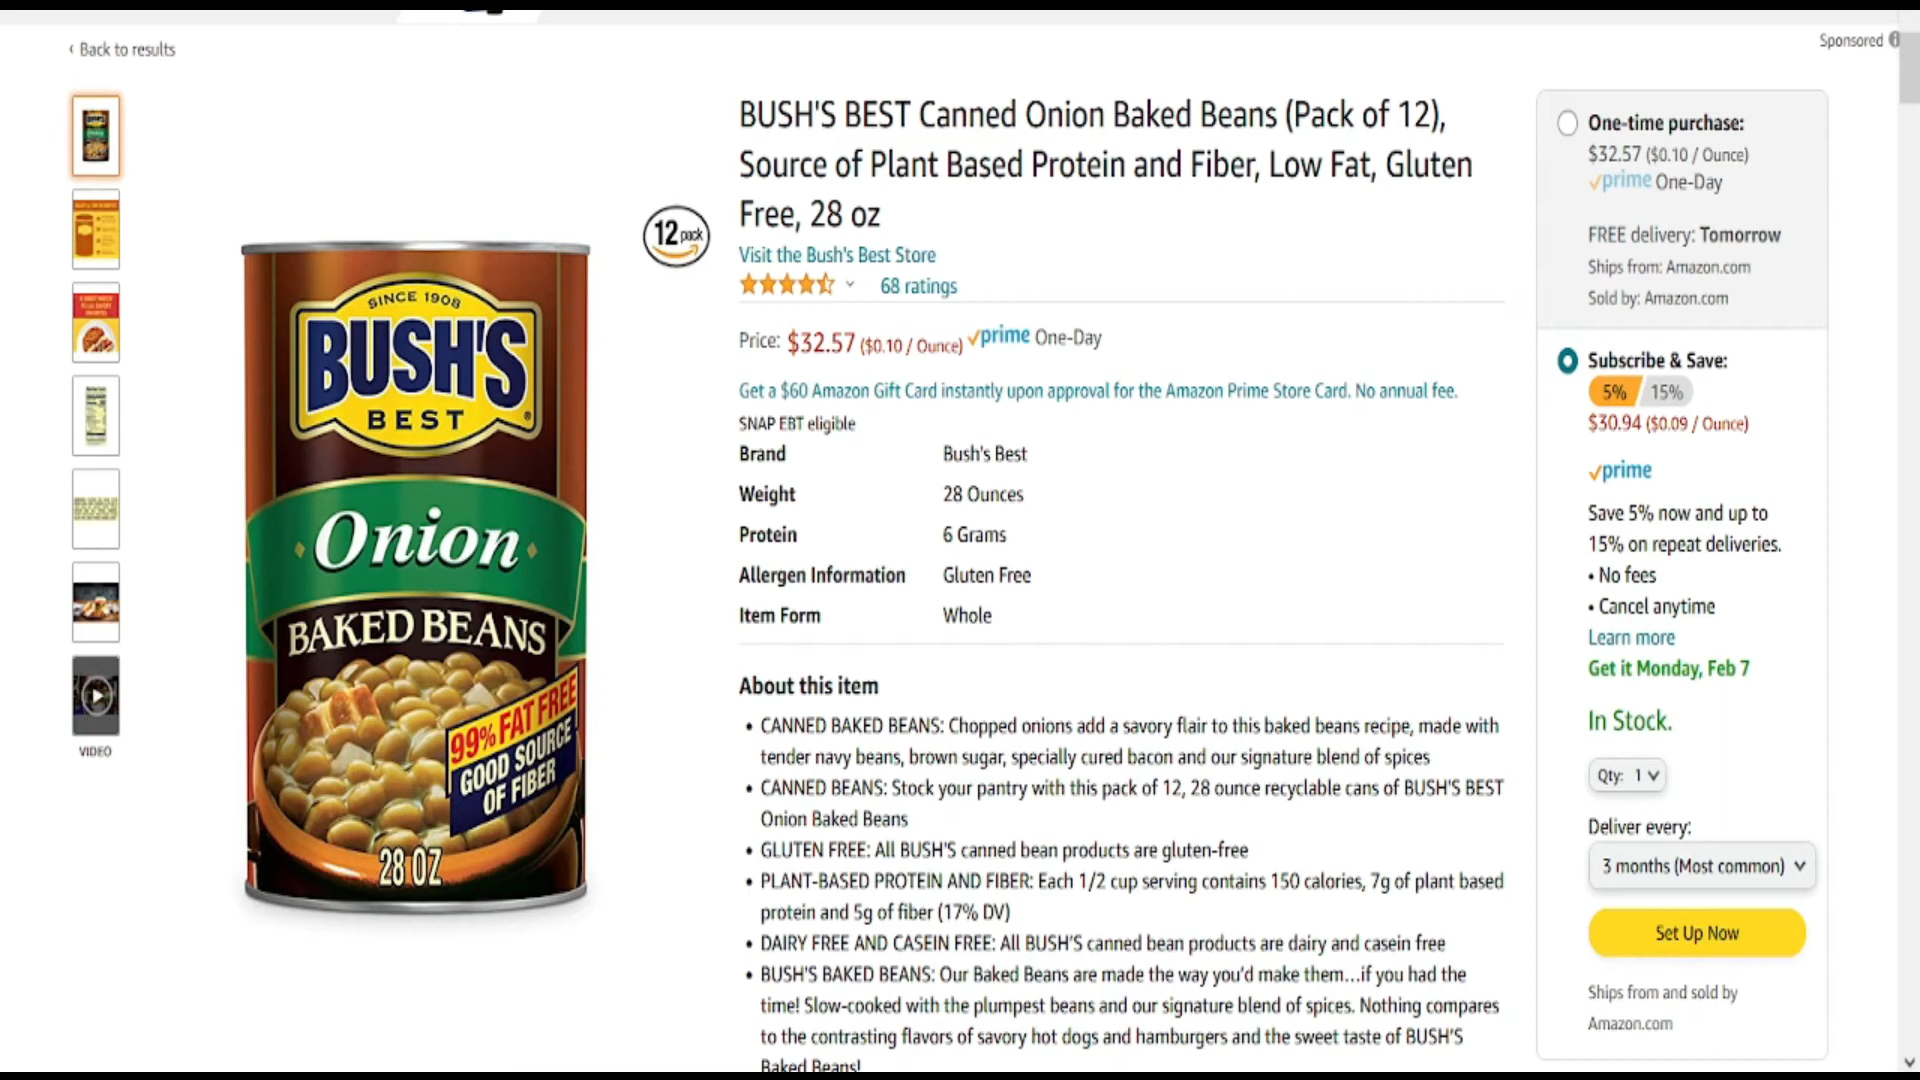 ‹ Back to results
Sponsored
BUSH'S BEST Canned Onion Baked Beans (Pack of 12),
Source of Plant Based Protein and Fiber, Low Fat, Gluten
Free, 28 oz
Visit the Bush's Best Store
68 ratings
Price: $32.57 ($0.10 / Ounce) prime One-Day
Get a $60 Amazon Gift Card instantly upon approval for the Amazon Prime Store Card. No annual fee.
SNAP EBT eligible
Brand Bush's Best
Weight 28 Ounces
Protein 6 Grams
Allergen Information Gluten Free
Item Form Whole
About this item
• CANNED BAKED BEANS: Chopped onions add a savory flair to this baked beans recipe, made with
tender navy beans, brown sugar, specially cured bacon and our signature blend of spices
• CANNED BEANS: Stock your pantry with this pack of 12, 28 ounce recyclable cans of BUSH'S BEST
Onion Baked Beans
• GLUTEN FREE: All BUSH'S canned bean products are gluten-free
• PLANT-BASED PROTEIN AND FIBER: Each 1/2 cup serving contains 150 calories, 7g of plant based
protein and 5g of fiber (17% DV)
• DAIRY FREE AND CASEIN FREE: All BUSH'S canned bean products are dairy and casein free
• BUSH'S BAKED BEANS: Our Baked Beans are made the way you'd make them...if you had the
time! Slow-cooked with the plumpest beans and our signature blend of spices. Nothing compares
to the contrasting flavors of savory hot dogs and hamburgers and the sweet taste of BUSH'S
Baked Beans!
12 pack
SINCE 1908
BUSH'S
BEST
Onion
BAKED BEANS
99% FAT FREE
GOOD SOURCE
OF FIBER
28 OZ
VIDEO
One-time purchase:
$32.57 ($0.10 / Ounce)
prime One-Day
FREE delivery: Tomorrow
Ships from: Amazon.com
Sold by: Amazon.com
Subscribe & Save:
5% 15%
$30.94 ($0.09 / Ounce)
prime
Save 5% now and up to
15% on repeat deliveries.
• No fees
• Cancel anytime
Learn more
Get it Monday, Feb 7
In Stock.
Qty: 1
Deliver every:
3 months (Most common)
Set Up Now
Ships from and sold by
Amazon.com